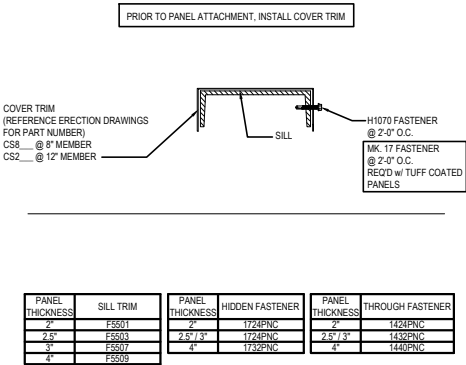 PRIOR TO PANEL ATTACHMENT, INSTALL COVER TRIM
COVER TRIM
(REFERENCE ERECTION DRAWINGS
FOR PART NUMBER)
CS8___ @ 8" MEMBER
CS2___ @ 12" MEMBER
SILL
H1070 FASTENER
@ 2'-0" O.C.
MK. 17 FASTENER
@ 2'-0" O.C.
REQ'D w/ TUFF COATED
PANELS
PANEL THICKNESS SILL TRIM
2" F5501
2.5" F5503
3" F5507
4" F5509
PANEL THICKNESS HIDDEN FASTENER
2" 1724PNC
2.5" / 3" 1724PNC
4" 1732PNC
PANEL THICKNESS THROUGH FASTENER
2" 1424PNC
2.5" / 3" 1432PNC
4" 1440PNC